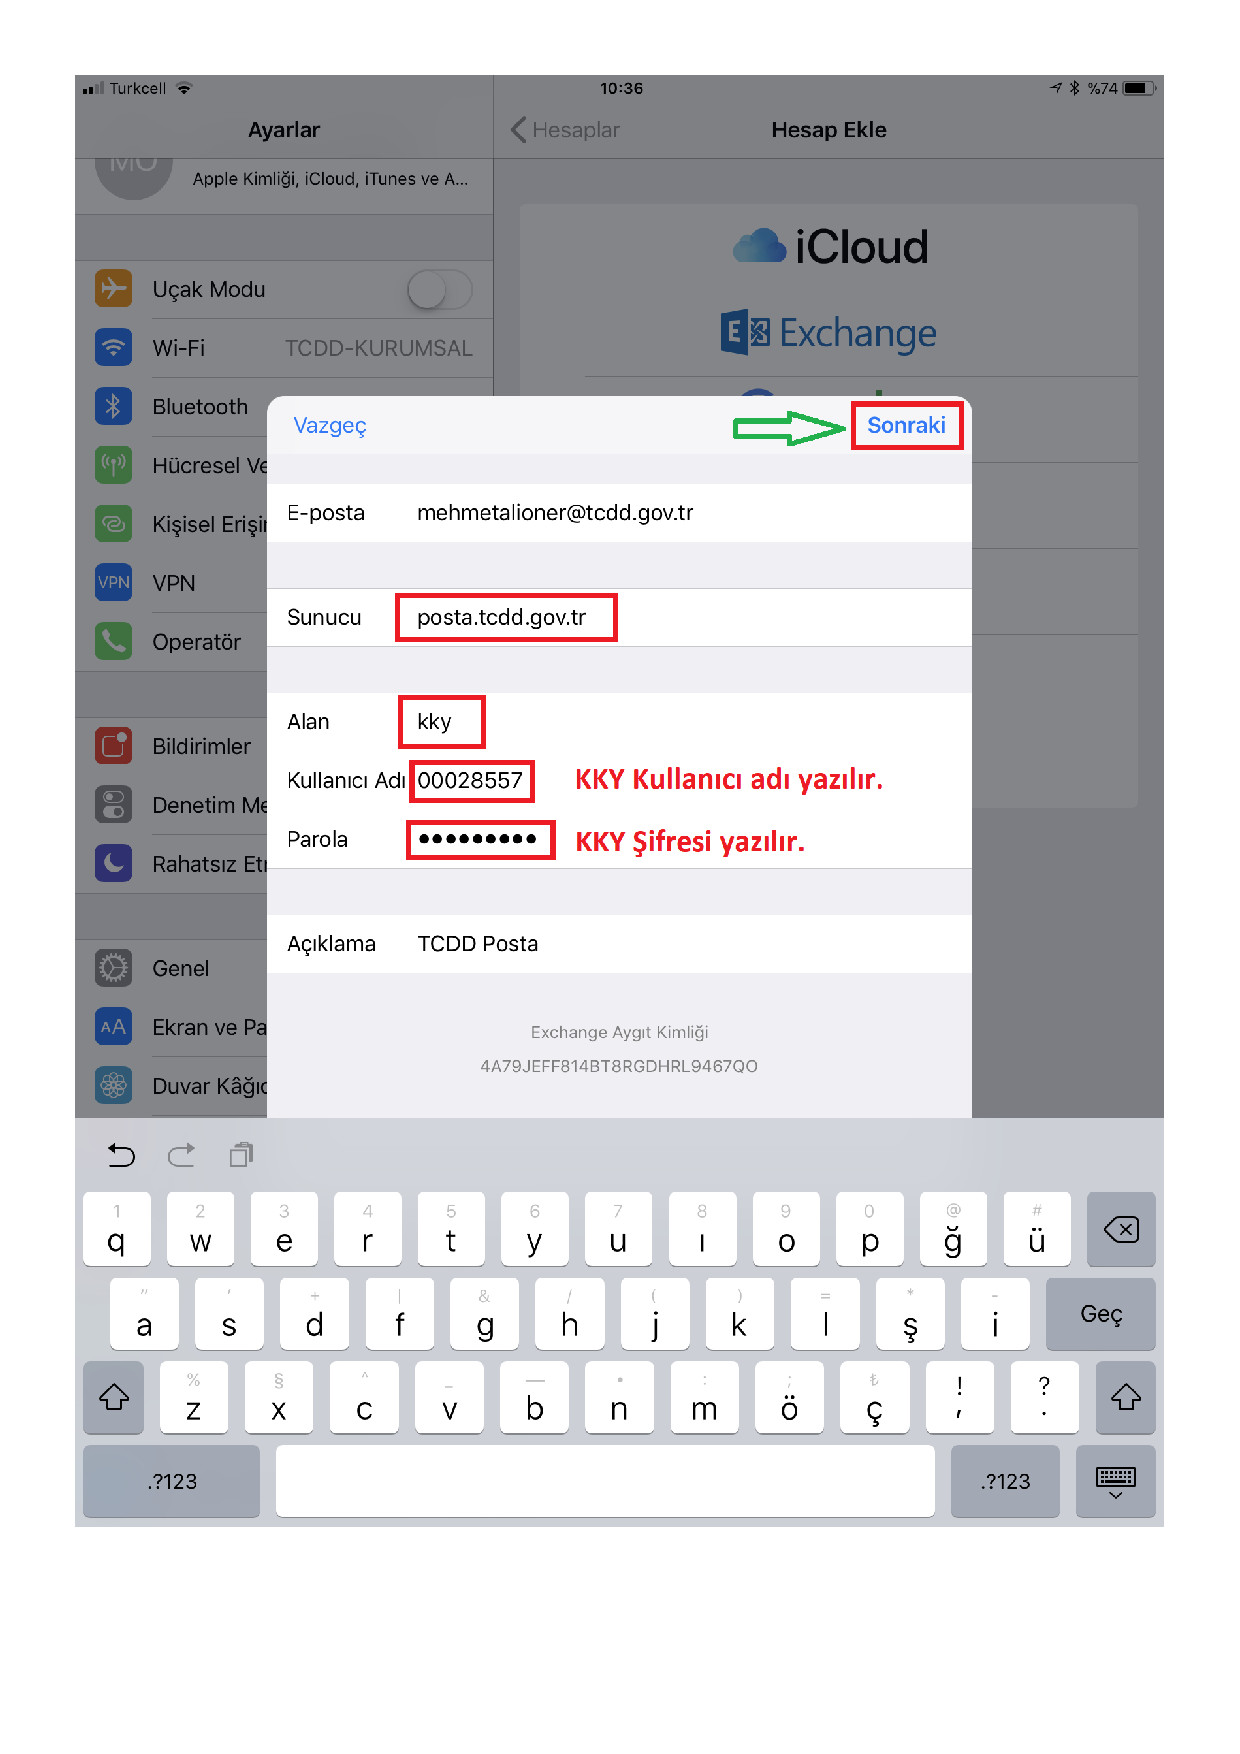 Turkcell
10:36
%74
Ayarlar
Hesaplar
Hesap Ekle
MO
Apple Kimliği, iCloud, iTunes ve A...
iCloud
Exchange
Uçak Modu
Wi-Fi
TCDD-KURUMSAL
Bluetooth
Hücresel Ve
Kişisel Erişi
VPN
VPN
Operatör
Bildirimler
Denetim Me
Rahatsız Et
Genel
AA
Ekran ve Pa
Duvar Kâğıd
Vazgeç
Sonraki
E-posta
mehmetalioner@tcdd.gov.tr
Sunucu
posta.tcdd.gov.tr
Alan
kky
Kullanıcı Adı
00028557
KKY Kullanıcı adı yazılır.
Parola
●●●●●●●●●
KKY Şifresi yazılır.
Açıklama
TCDD Posta
Exchange Aygıt Kimliği
4A79JEFF814BT8RGDHRL9467QO
1 2 3 4 5 6 7 8 9 0 @ #
q w e r t y u ı o p ğ ü
" ' + | & / ( ) = * -
a s d f g h j k l ş i Geç
% § ^ _ — • : ; ₺ ! ?
z x c v b n m ö ç , .
.?123
.?123